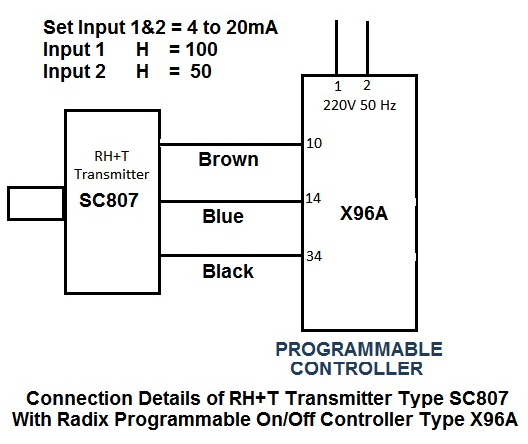 Set Input 1&2 = 4 to 20mA
Input 1 H = 100
Input 2 H = 50
1 2
220V 50 Hz
RH+T
Transmitter
SC807
Brown
10
Blue
14
X96A
Black
34
PROGRAMMABLE
CONTROLLER
Connection Details of RH+T Transmitter Type SC807
With Radix Programmable On/Off Controller Type X96A